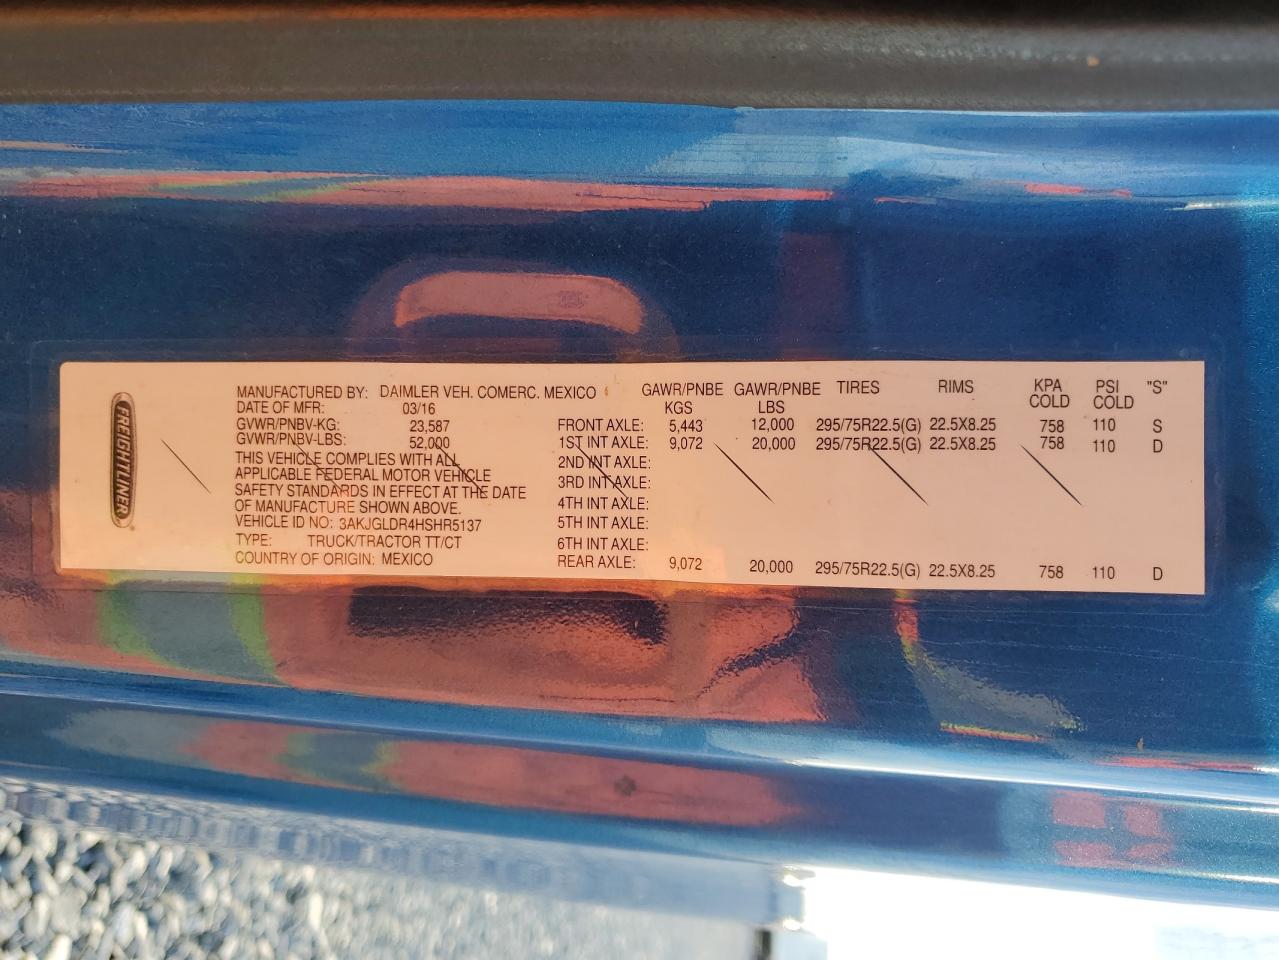 FREIGHTLINER
MANUFACTURED BY: DAIMLER VEH. COMERC. MEXICO
DATE OF MFR: 03/16
GVWR/PNBV-KG: 23,587
GVWR/PNBV-LBS: 52,000
THIS VEHICLE COMPLIES WITH ALL
APPLICABLE FEDERAL MOTOR VEHICLE
SAFETY STANDARDS IN EFFECT AT THE DATE
OF MANUFACTURE SHOWN ABOVE.
VEHICLE ID NO: 3AKJGLDR4HSHR5137
TYPE: TRUCK/TRACTOR TT/CT
COUNTRY OF ORIGIN: MEXICO
GAWR/PNBE GAWR/PNBE TIRES RIMS KPA PSI "S"
KGS LBS COLD COLD
FRONT AXLE: 5,443 12,000 295/75R22.5(G) 22.5X8.25 758 110 S
1ST INT AXLE: 9,072 20,000 295/75R22.5(G) 22.5X8.25 758 110 D
2ND INT AXLE:
3RD INT AXLE:
4TH INT AXLE:
5TH INT AXLE:
6TH INT AXLE:
REAR AXLE: 9,072 20,000 295/75R22.5(G) 22.5X8.25 758 110 D